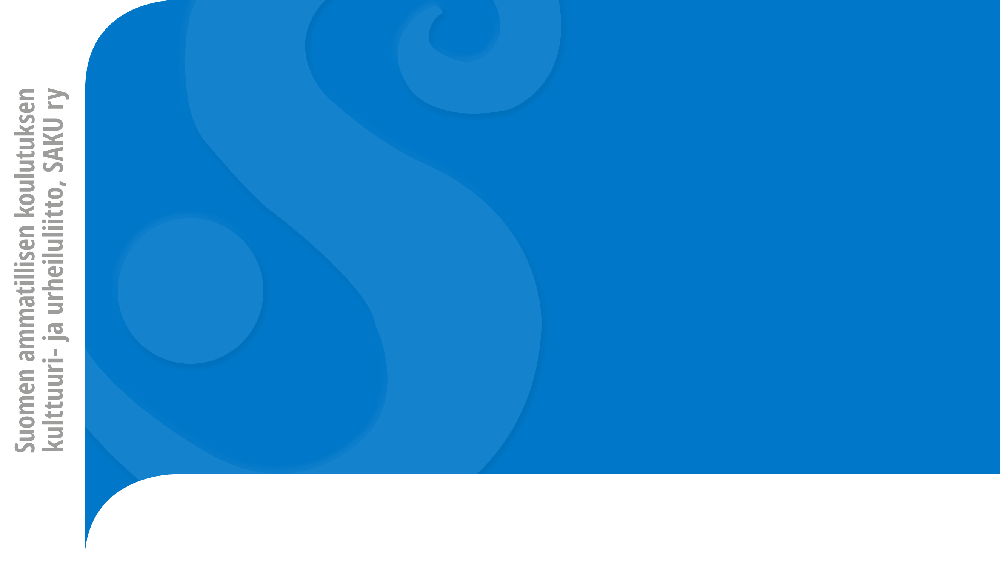 Suomen ammatillisen koulutuksen
kulttuuri- ja urheiluliitto, SAKU ry